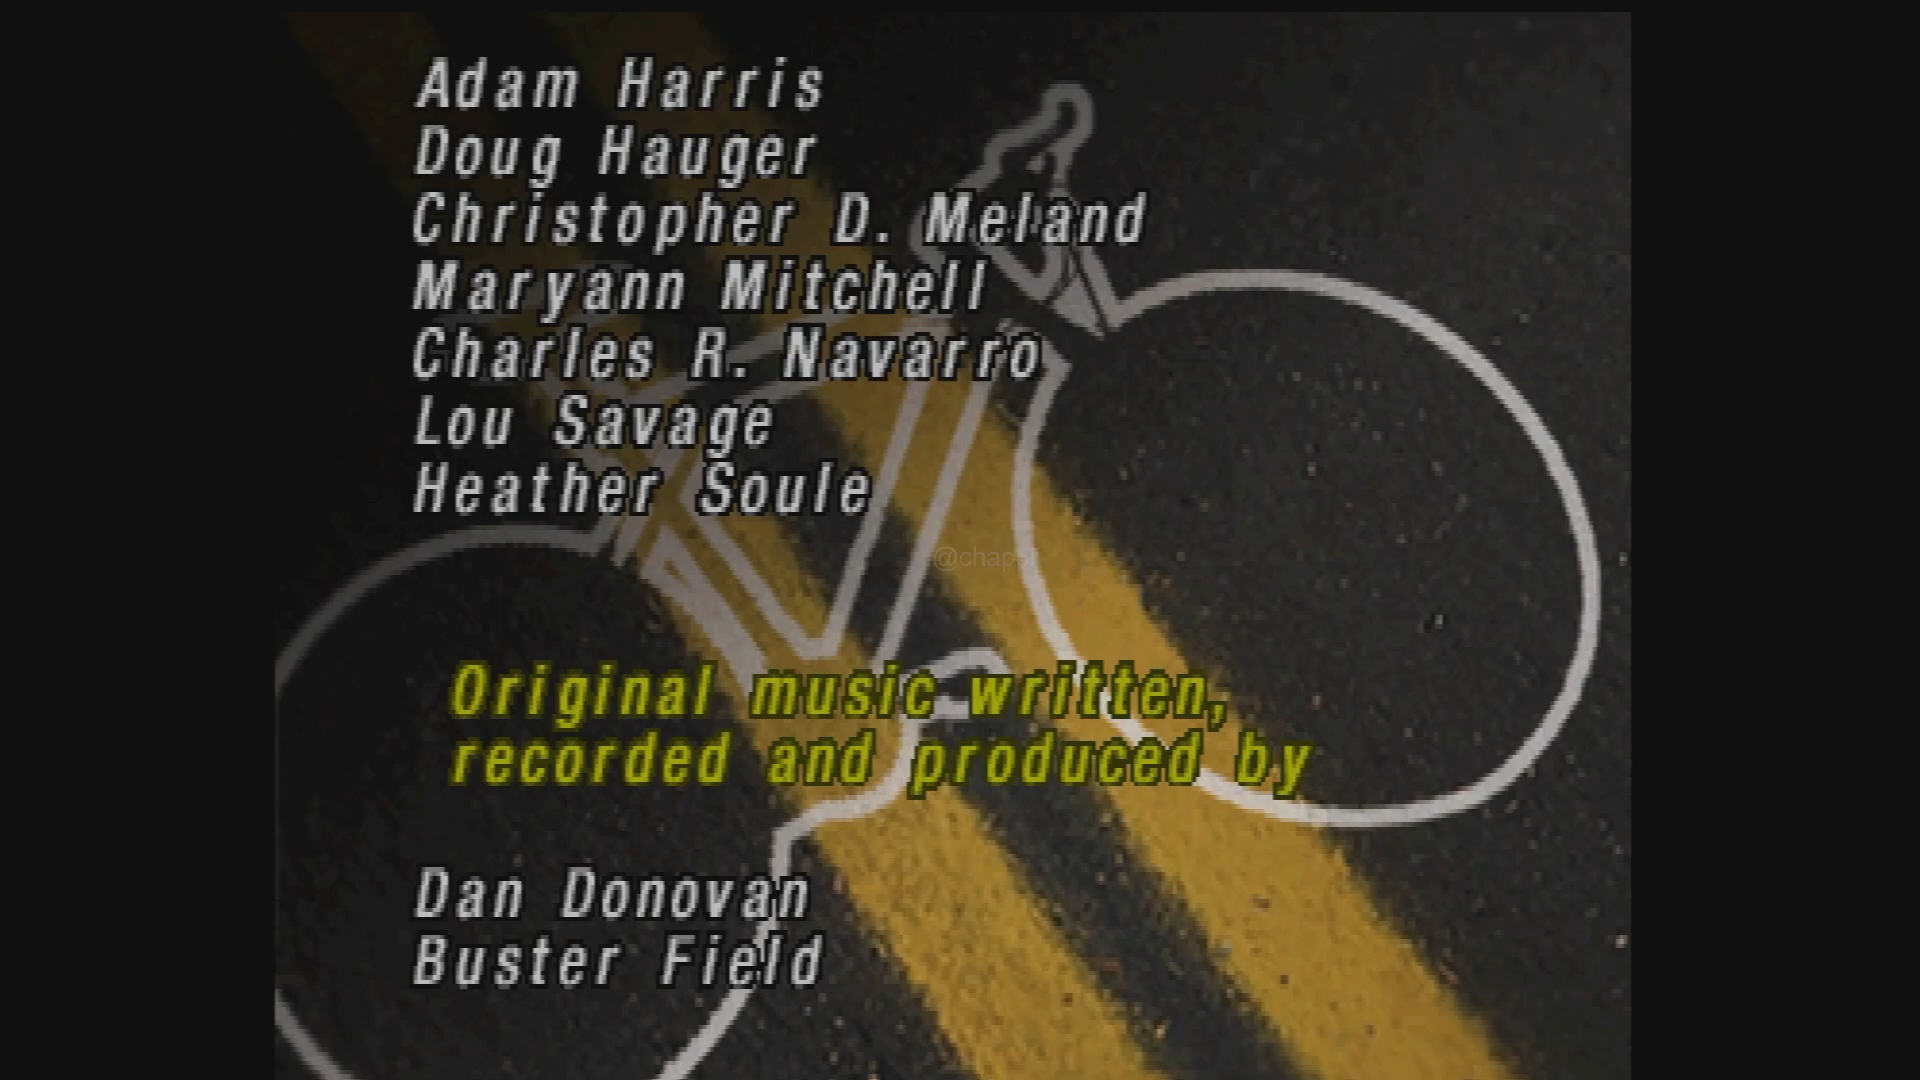 Adam Harris
Doug Hauger
Christopher D. Meland
Maryann Mitchell
Charles R. Navarro
Lou Savage
Heather Soule
Original music written,
recorded and produced by
Dan Donovan
Buster Field